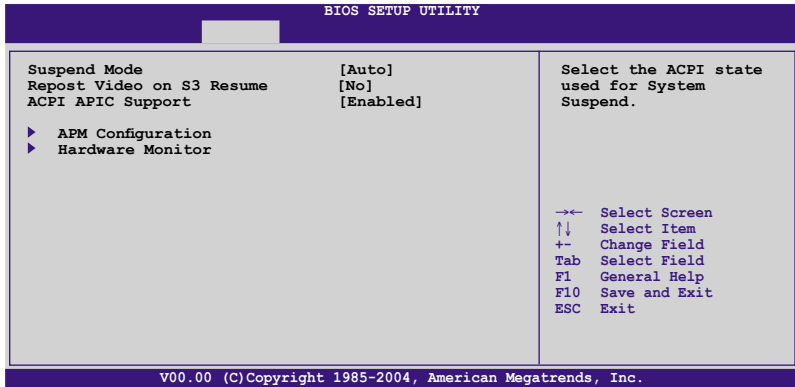 BIOS SETUP UTILITY
Suspend Mode [Auto]
Repost Video on S3 Resume [No]
ACPI APIC Support [Enabled]
APM Configuration
Hardware Monitor
Select the ACPI state
used for System
Suspend.
→← Select Screen
↑↓ Select Item
+- Change Field
Tab Select Field
F1 General Help
F10 Save and Exit
ESC Exit
V00.00 (C)Copyright 1985-2004, American Megatrends, Inc.